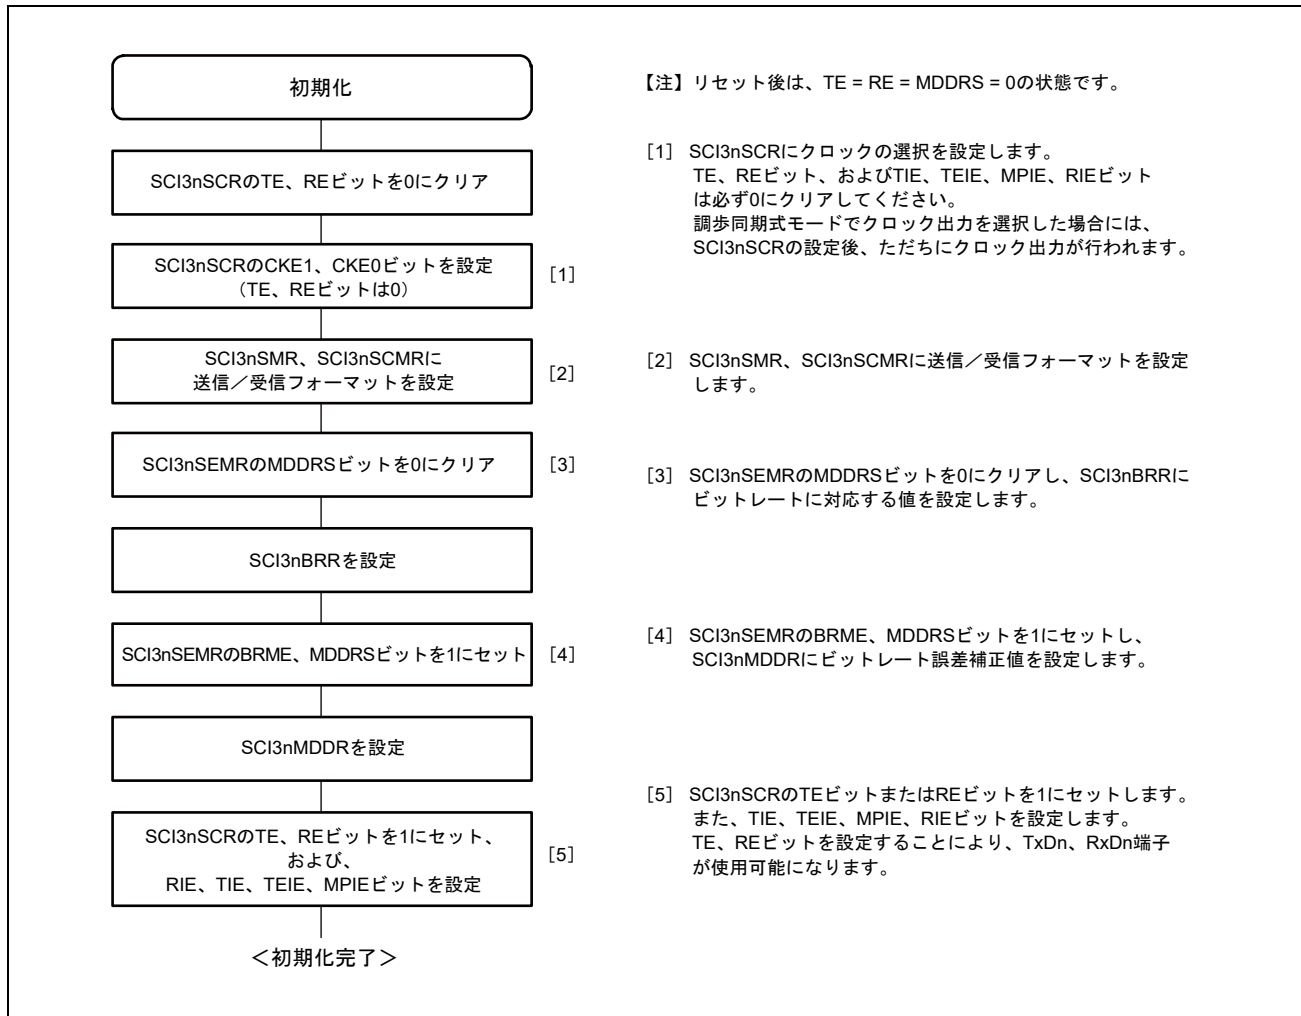 初期化
SCI3nSCRのTE、REビットを0にクリア
SCI3nSCRのCKE1、CKE0ビットを設定
（TE、REビットは0）
［1］
SCI3nSMR、SCI3nSCMRに
送信／受信フォーマットを設定
［2］
SCI3nSEMRのMDDRSビットを0にクリア
［3］
SCI3nBRRを設定
SCI3nSEMRのBRME、MDDRSビットを1にセット
［4］
SCI3nMDDRを設定
SCI3nSCRのTE、REビットを1にセット、
および、
RIE、TIE、TEIE、MPIEビットを設定
［5］
＜初期化完了＞
【注】リセット後は、TE = RE = MDDRS = 0の状態です。
［1］ SCI3nSCRにクロックの選択を設定します。
TE、REビット、およびTIE、TEIE、MPIE、RIEビット
は必ず0にクリアしてください。
調歩同期式モードでクロック出力を選択した場合には、
SCI3nSCRの設定後、ただちにクロック出力が行われます。
［2］ SCI3nSMR、SCI3nSCMRに送信／受信フォーマットを設定
します。
［3］ SCI3nSEMRのMDDRSビットを0にクリアし、SCI3nBRRに
ビットレートに対応する値を設定します。
［4］ SCI3nSEMRのBRME、MDDRSビットを1にセットし、
SCI3nMDDRにビットレート誤差補正値を設定します。
［5］ SCI3nSCRのTEビットまたはREビットを1にセットします。
また、TIE、TEIE、MPIE、RIEビットを設定します。
TE、REビットを設定することにより、TxDn、RxDn端子
が使用可能になります。